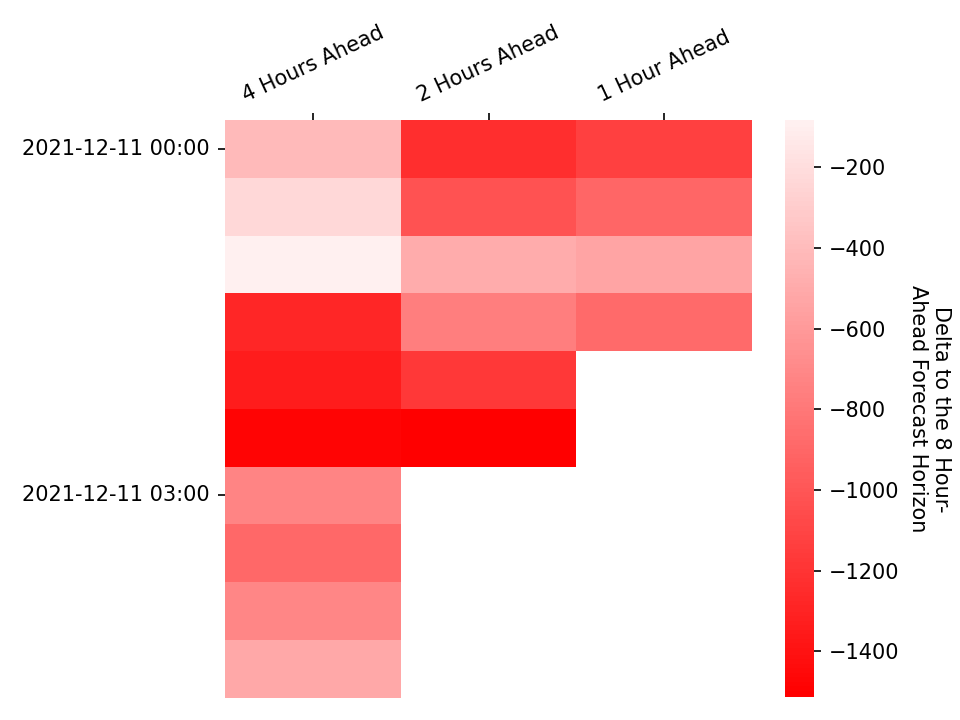 4 Hours Ahead
2 Hours Ahead
1 Hour Ahead
2021-12-11 00:00
2021-12-11 03:00
−200
−400
−600
−800
−1000
−1200
−1400
Delta to the 8 Hour-
Ahead Forecast Horizon